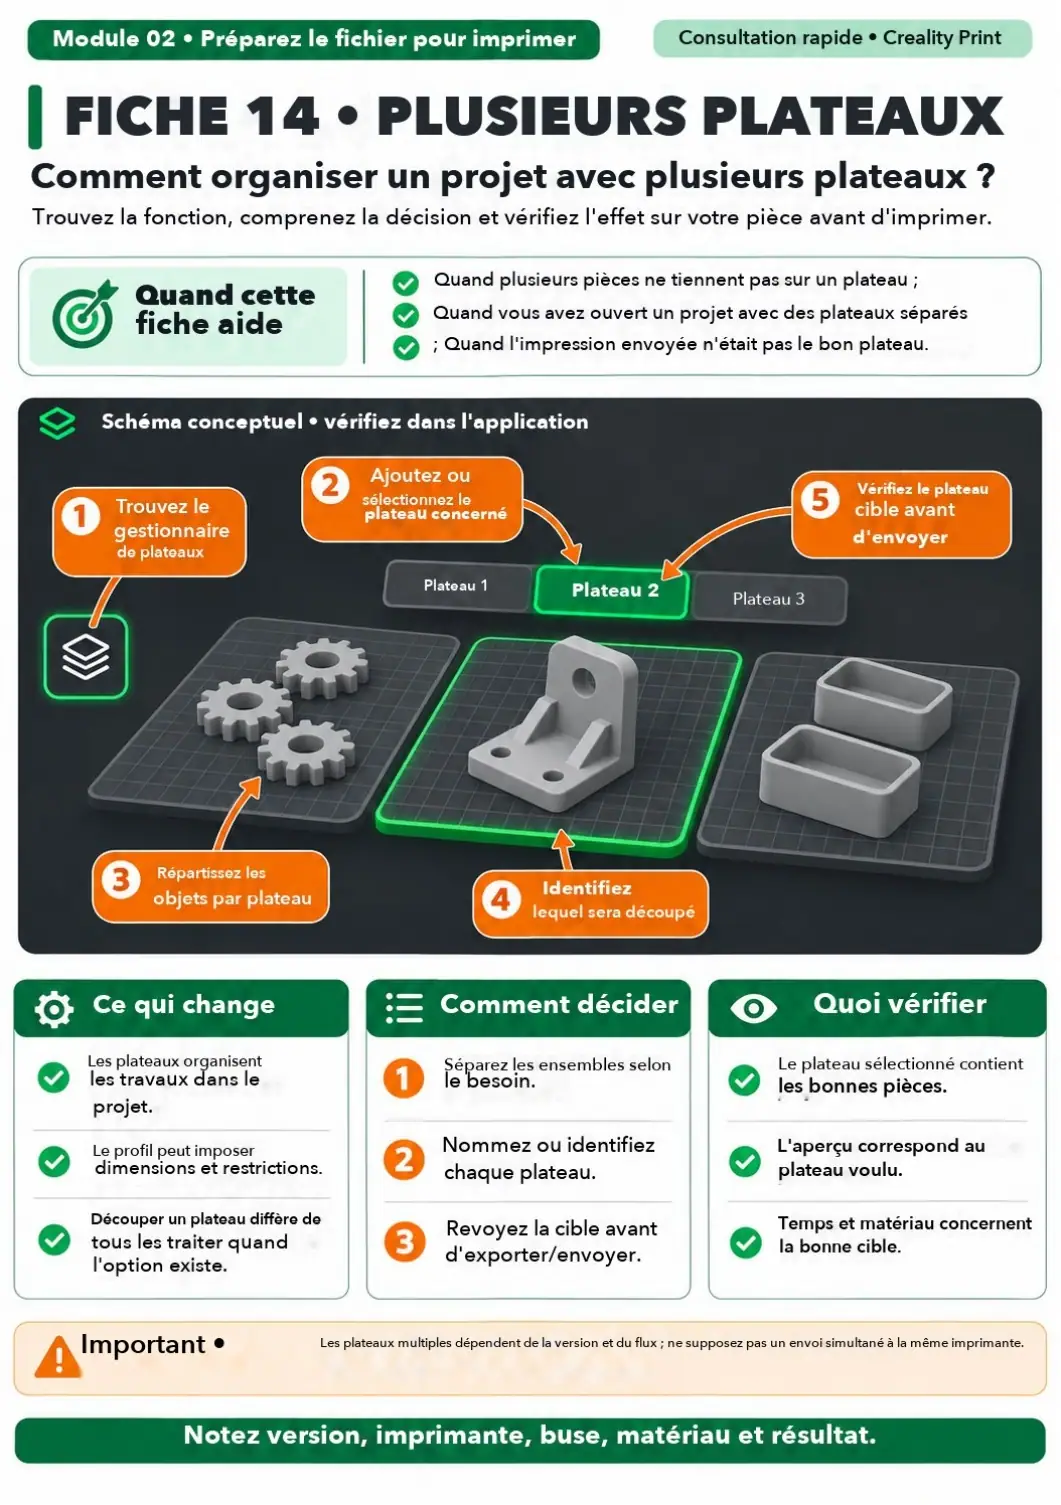 Module 02 • Préparez le fichier pour imprimer
Consultation rapide • Creality Print
FICHE 14 • PLUSIEURS PLATEAUX
Comment organiser un projet avec plusieurs plateaux ?
Trouvez la fonction, comprenez la décision et vérifiez l'effet sur votre pièce avant d'imprimer.
Quand cette
fiche aide
Quand plusieurs pièces ne tiennent pas sur un plateau ;
Quand vous avez ouvert un projet avec des plateaux séparés
; Quand l'impression envoyée n'était pas le bon plateau.
Schéma conceptuel • vérifiez dans l'application
1
Trouvez le
gestionnaire
de plateaux
2
Ajoutez ou
sélectionnez le
plateau concerné
5
Vérifiez le plateau
cible avant
d'envoyer
Plateau 1
Plateau 2
Plateau 3
3
Répartissez les
objets par plateau
4
Identifiez
lequel sera découpé
Ce qui change
Les plateaux organisent
les travaux dans le
projet.
Le profil peut imposer
dimensions et restrictions.
Découper un plateau diffère de
tous les traiter quand
l'option existe.
Comment décider
1
Séparez les ensembles selon
le besoin.
2
Nommez ou identifiez
chaque plateau.
3
Revoyez la cible avant
d'exporter/envoyer.
Quoi vérifier
Le plateau sélectionné contient
les bonnes pièces.
L'aperçu correspond au
plateau voulu.
Temps et matériau concernent
la bonne cible.
Important •
Les plateaux multiples dépendent de la version et du flux ; ne supposez pas un envoi simultané à la même imprimante.
Notez version, imprimante, buse, matériau et résultat.